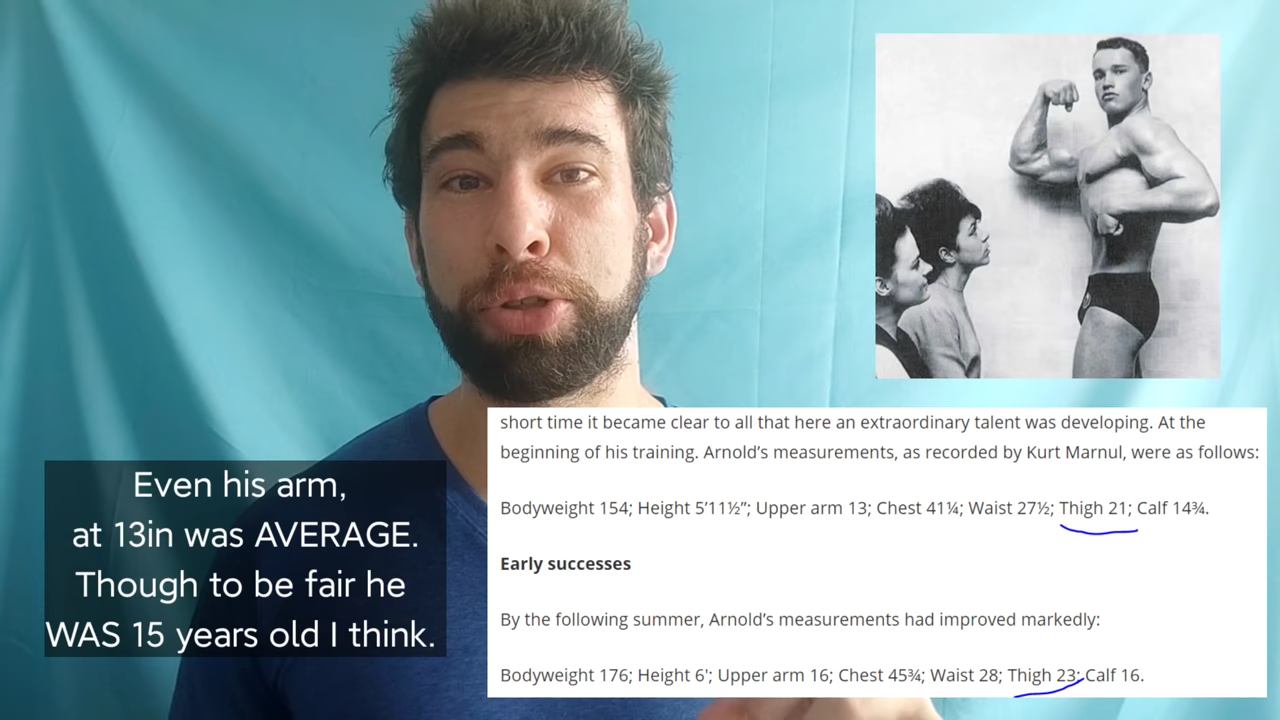 Even his arm,
at 13in was AVERAGE.
Though to be fair he
WAS 15 years old I think.
short time it became clear to all that here an extraordinary talent was developing. At the
beginning of his training. Arnold’s measurements, as recorded by Kurt Marnul, were as follows:
Bodyweight 154; Height 5’11½”; Upper arm 13; Chest 41¼; Waist 27½; Thigh 21; Calf 14¾.
Early successes
By the following summer, Arnold’s measurements had improved markedly:
Bodyweight 176; Height 6'; Upper arm 16; Chest 45¾; Waist 28; Thigh 23; Calf 16.